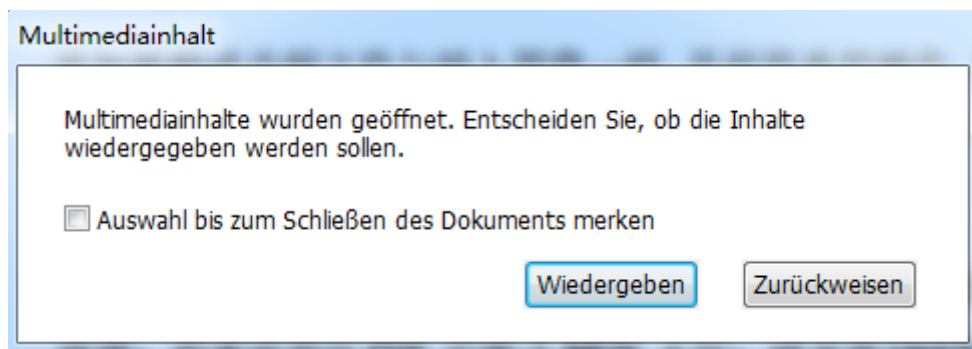 Multimediainhalt
Multimediainhalte wurden geöffnet. Entscheiden Sie, ob die Inhalte
wiedergegeben werden sollen.
Auswahl bis zum Schließen des Dokuments merken
Wiedergeben Zurückweisen